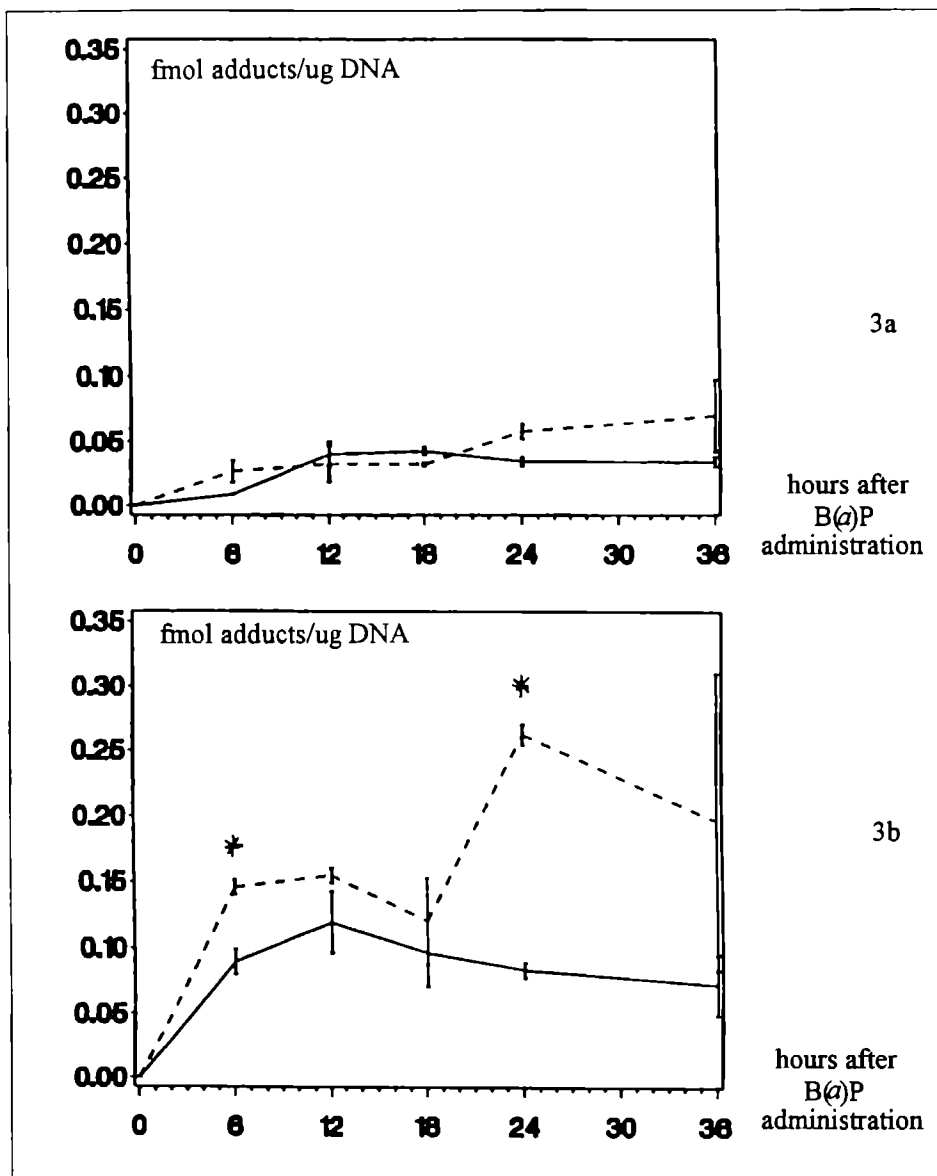 0.35
fmol adducts/ug DNA
0.30
0.25
0.20
0.15
0.10
0.05
0.00
0 6 12 18 24 30 36
3a
hours after
B(a)P
administration
0.35
fmol adducts/ug DNA
0.30
*
0.25
0.20
*
0.15
0.10
0.05
0.00
0 6 12 18 24 30 36
3b
hours after
B(a)P
administration